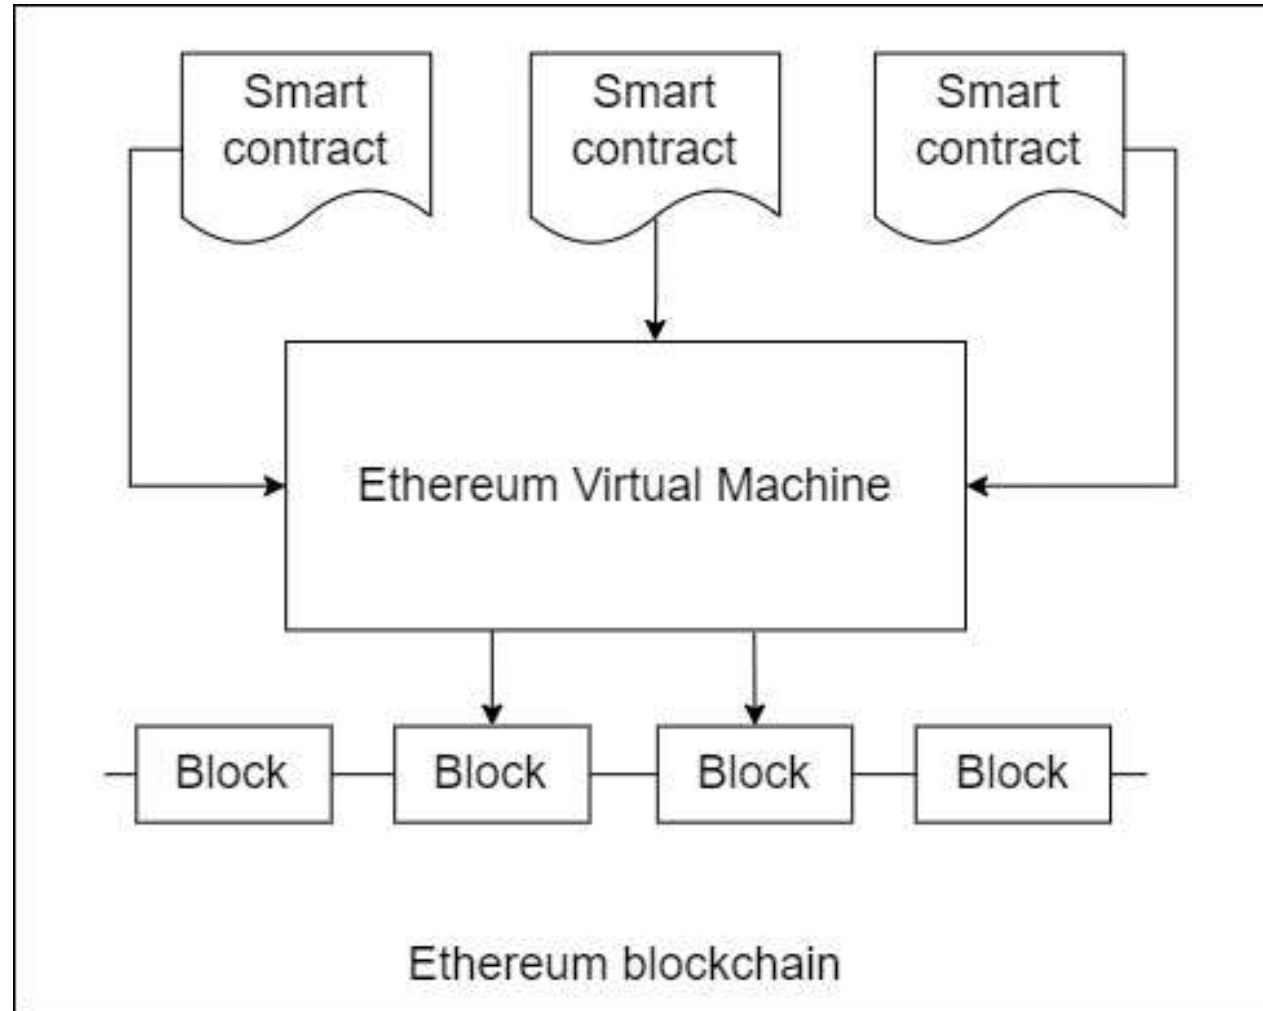 Smart
contract
Smart
contract
Smart
contract
Ethereum Virtual Machine
Block
Block
Block
Block
Ethereum blockchain